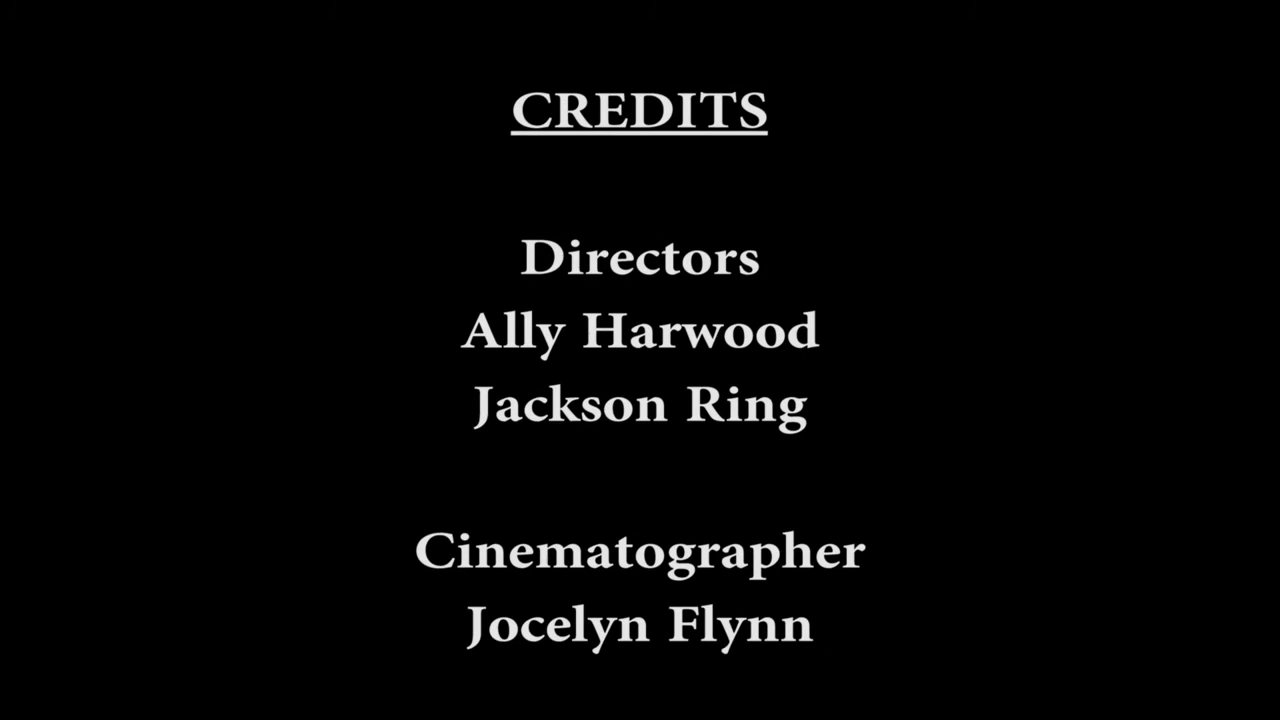 CREDITS
Directors
Ally Harwood
Jackson Ring
Cinematographer
Jocelyn Flynn